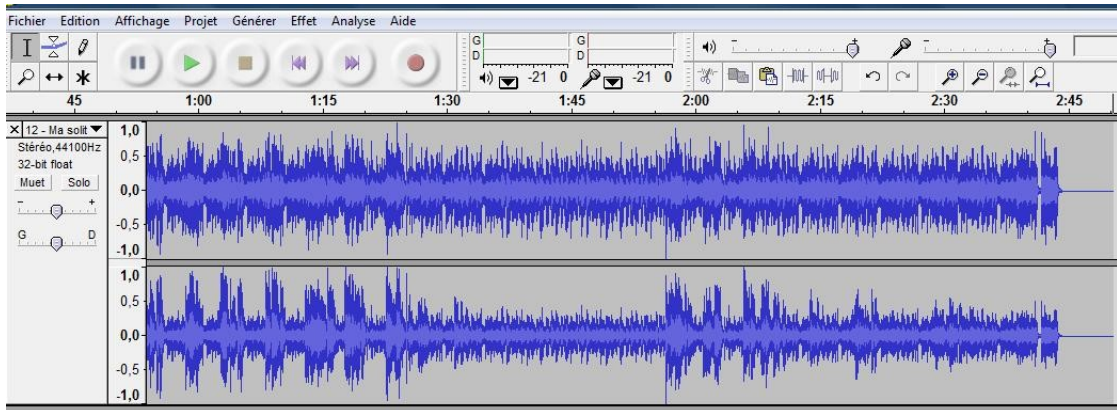 Fichier Edition Affichage Projet Générer Effet Analyse Aide
G
D
-21 0
G
D
-21 0
- +
- +
45 1:00 1:15 1:30 1:45 2:00 2:15 2:30 2:45
12 - Ma solit
Stéréo,44100Hz
32-bit float
Muet Solo
- +
G D
1,0
0,5
0,0
-0,5
-1,0
1,0
0,5
0,0
-0,5
-1,0